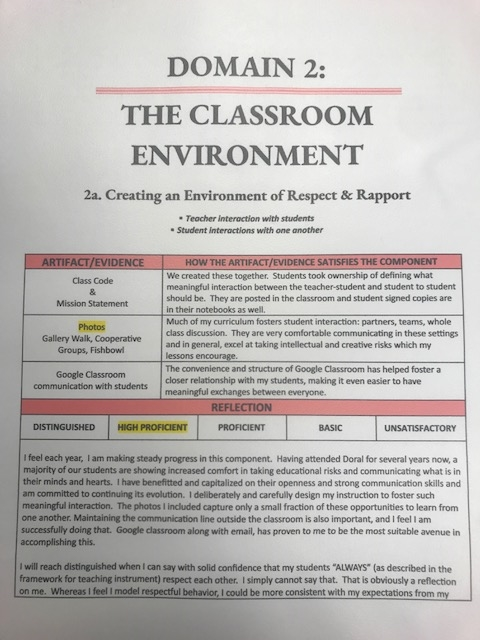 DOMAIN 2:
THE CLASSROOM
ENVIRONMENT
2a. Creating an Environment of Respect & Rapport
• Teacher interaction with students
• Student interactions with one another
ARTIFACT/EVIDENCE
HOW THE ARTIFACT/EVIDENCE SATISFIES THE COMPONENT
Class Code
&
Mission Statement
We created these together. Students took ownership of defining what
meaningful interaction between the teacher-student and student to student
should be. They are posted in the classroom and student signed copies are
in their notebooks as well.
Photos
Gallery Walk, Cooperative
Groups, Fishbowl
Much of my curriculum fosters student interaction: partners, teams, whole
class discussion. They are very comfortable communicating in these settings
and in general, excel at taking intellectual and creative risks which my
lessons encourage.
Google Classroom
communication with students
The convenience and structure of Google Classroom has helped foster a
closer relationship with my students, making it even easier to have
meaningful exchanges between everyone.
REFLECTION
DISTINGUISHED
HIGH PROFICIENT
PROFICIENT
BASIC
UNSATISFACTORY
I feel each year, I am making steady progress in this component. Having attended Doral for several years now, a
majority of our students are showing increased comfort in taking educational risks and communicating what is in
their minds and hearts. I have benefitted and capitalized on their openness and strong communication skills and
am committed to continuing its evolution. I deliberately and carefully design my instruction to foster such
meaningful interaction. The photos I included capture only a small fraction of these opportunities to learn from
one another. Maintaining the communication line outside the classroom is also important, and I feel I am
successfully doing that. Google classroom along with email, has proven to me to be the most suitable avenue in
accomplishing this.
I will reach distinguished when I can say with solid confidence that my students "ALWAYS" (as described in the
framework for teaching instrument) respect each other. I simply cannot say that. That is obviously a reflection
on me. Whereas I feel I model respectful behavior, I could be more consistent with my expectations from my